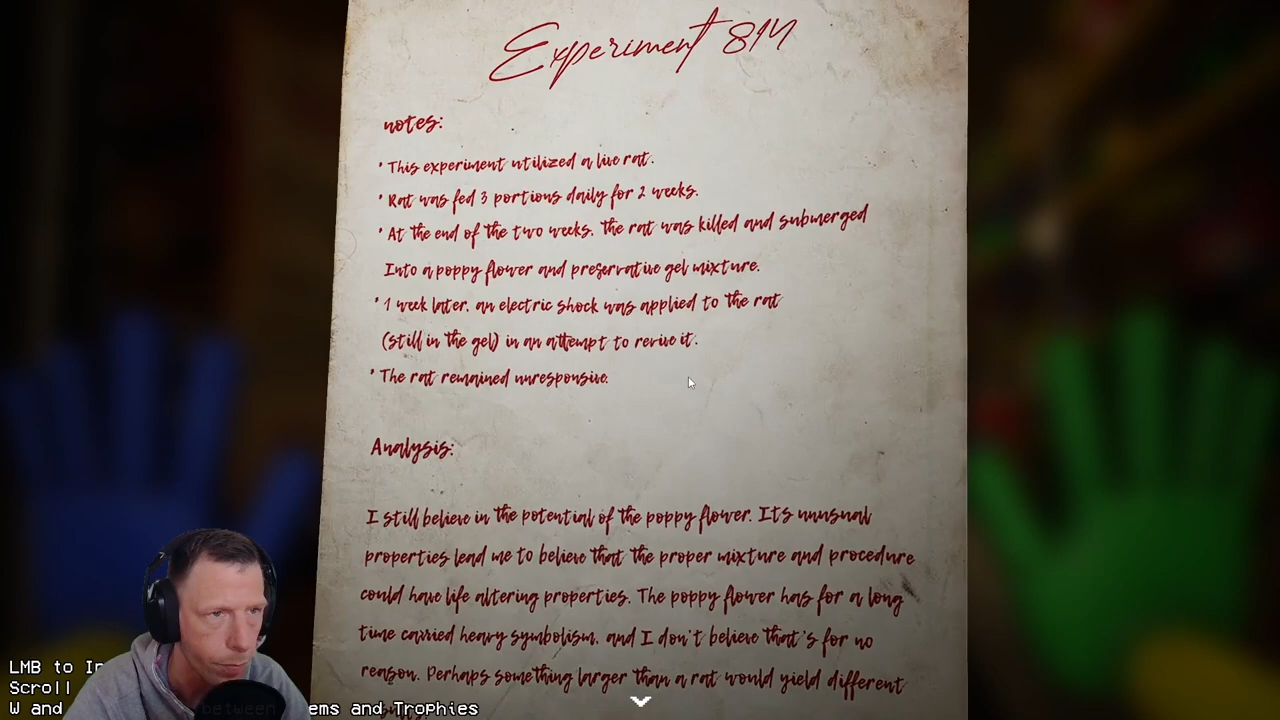 Experiment 814
notes:
• This experiment utilized a live rat.
• Rat was fed 3 portions daily for 2 weeks.
• At the end of the two weeks, the rat was killed and submerged
Into a poppy flower and preservative gel mixture.
• 1 week later, an electric shock was applied to the rat
(still in the gel) in an attempt to revive it.
• The rat remained unresponsive.
Analysis:
I still believe in the potential of the poppy flower. Its unusual
properties lead me to believe that the proper mixture and procedure
could have life altering properties. The poppy flower has for a long
time carried heavy symbolism, and I don't believe that's for no
reason. Perhaps something larger than a rat would yield different
LMB to
Scroll
W and between ems and Trophies